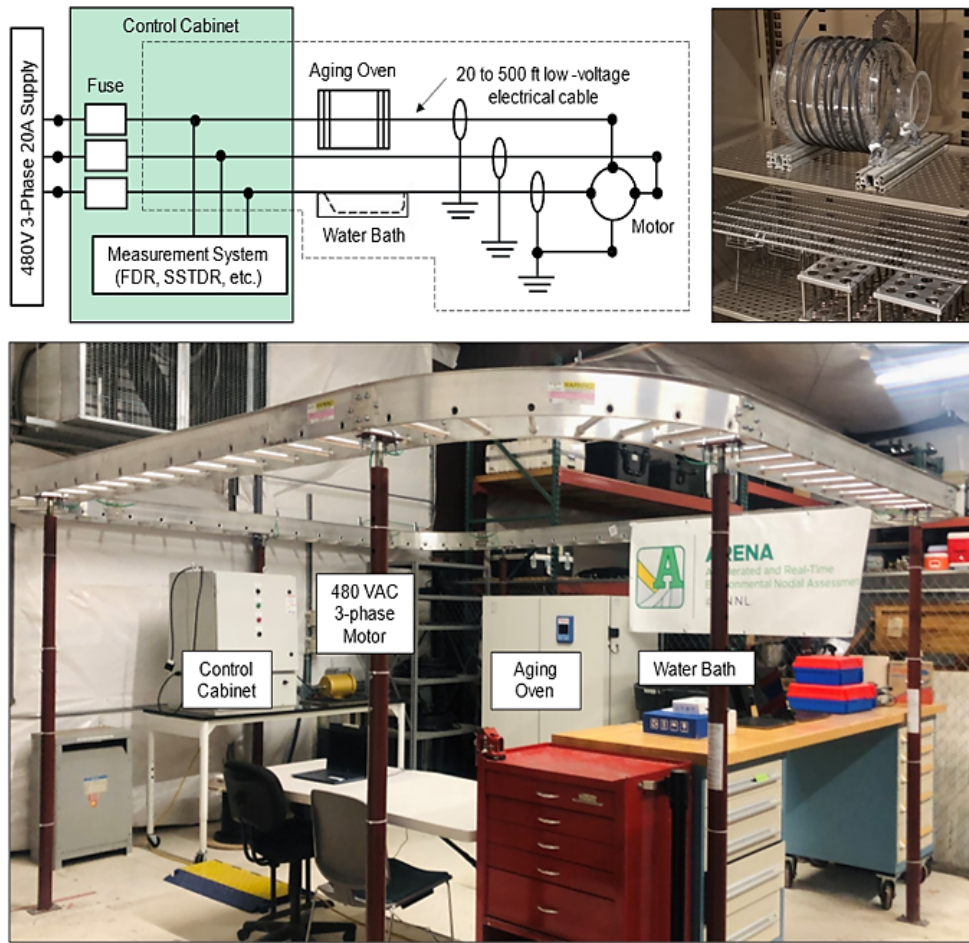 Control Cabinet
480V 3-Phase 20A Supply
Fuse
Aging Oven
20 to 500 ft low -voltage
electrical cable
Measurement System
(FDR, SSTDR, etc.)
Water Bath
Motor
WARNING
WARNING
A
ARENA
Accelerated and Real-Time
Environmental Nodal Assessment
@PNNL
480 VAC
3-phase
Motor
Control
Cabinet
Aging
Oven
Water Bath